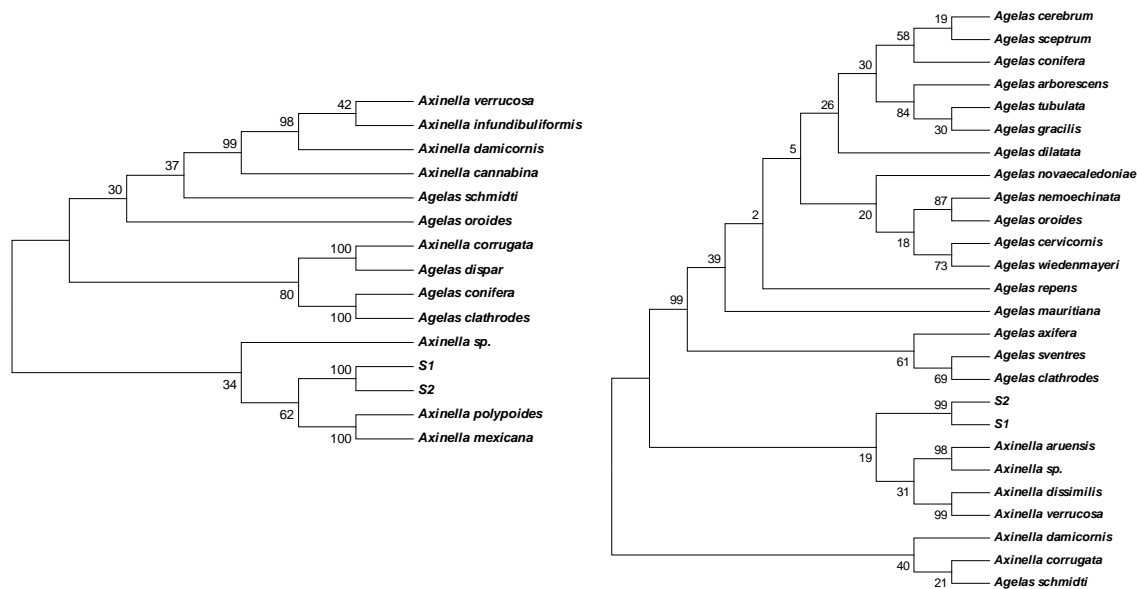 42
Axinella verrucosa
Axinella infundibuliformis
98
Axinella damicornis
99
Axinella cannabina
37
Agelas schmidti
30
Agelas oroides
100
Axinella corrugata
Agelas dispar
80
Agelas conifera
100
Agelas clathrodes
Axinella sp.
34
100
S1
S2
62
Axinella polypoides
100
Axinella mexicana
19
Agelas cerebrum
Agelas sceptrum
58
Agelas conifera
30
Agelas arborescens
84
Agelas tubulata
30
Agelas gracilis
26
Agelas dilatata
5
Agelas novaecaledoniae
20
87
Agelas nemoechinata
Agelas oroides
18
Agelas cervicornis
73
Agelas wiedenmayeri
2
Agelas repens
39
Agelas mauritiana
99
Agelas axifera
61
Agelas sventres
69
Agelas clathrodes
99
S2
S1
19
98
Axinella aruensis
Axinella sp.
31
Axinella dissimilis
99
Axinella verrucosa
Axinella damicornis
40
Axinella corrugata
21
Agelas schmidti